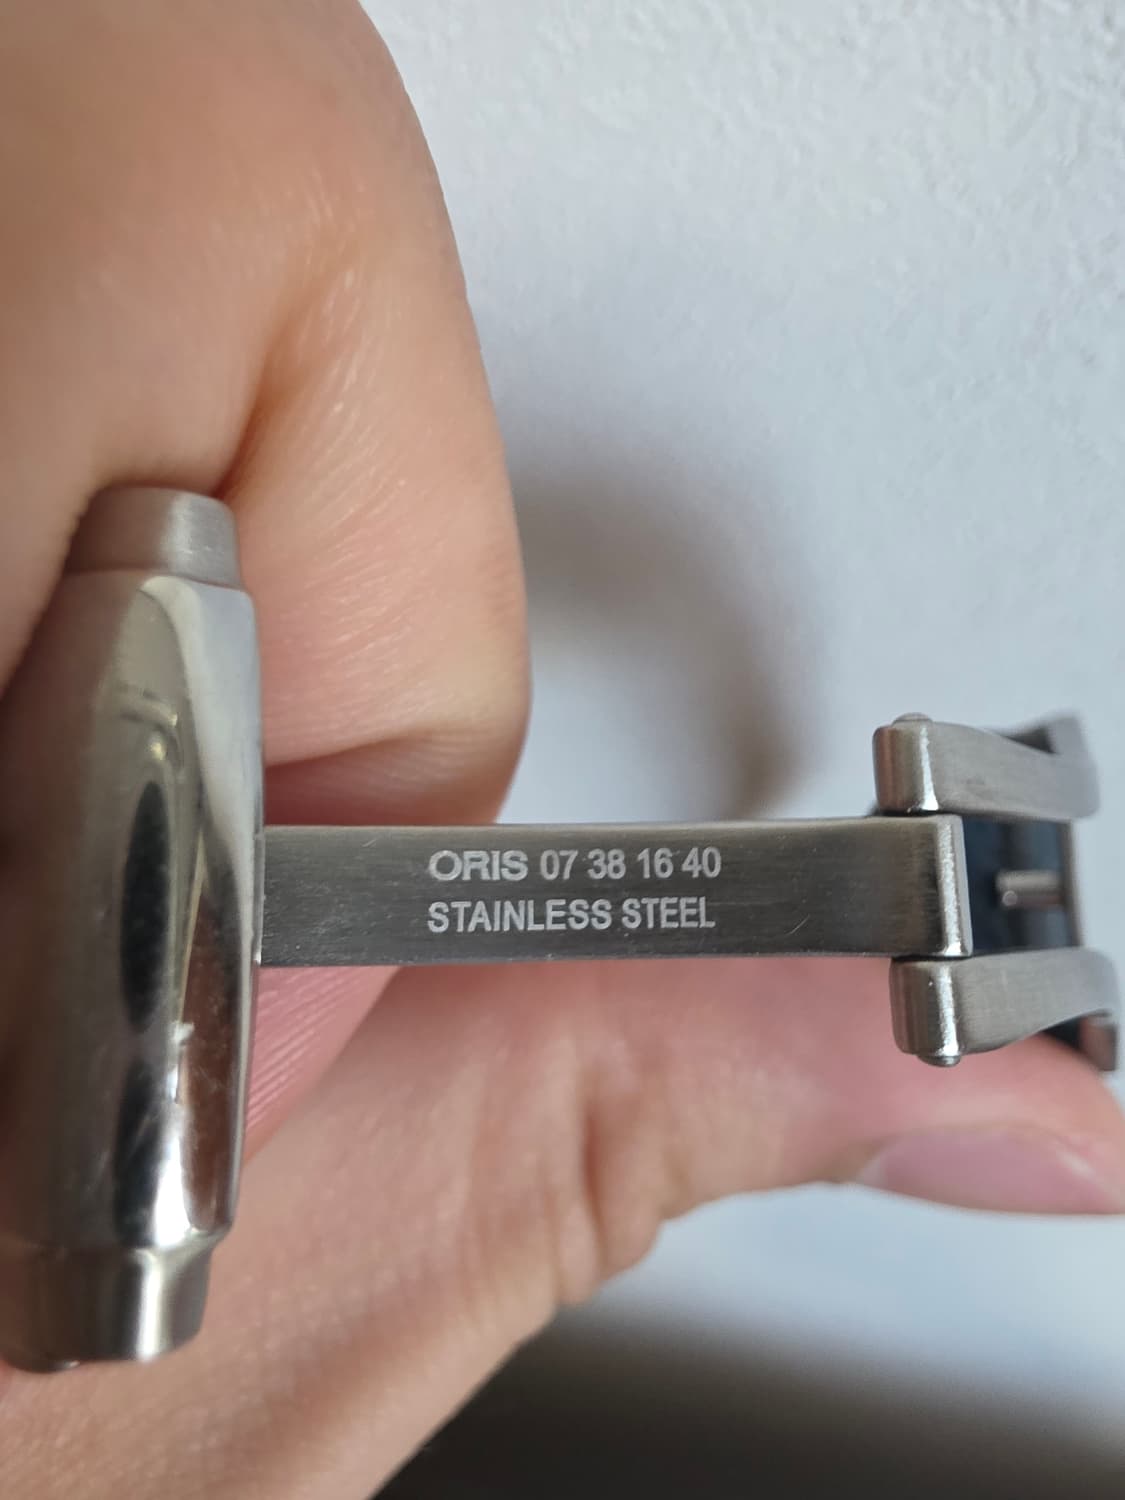 ORIS 07 38 16 40
STAINLESS STEEL